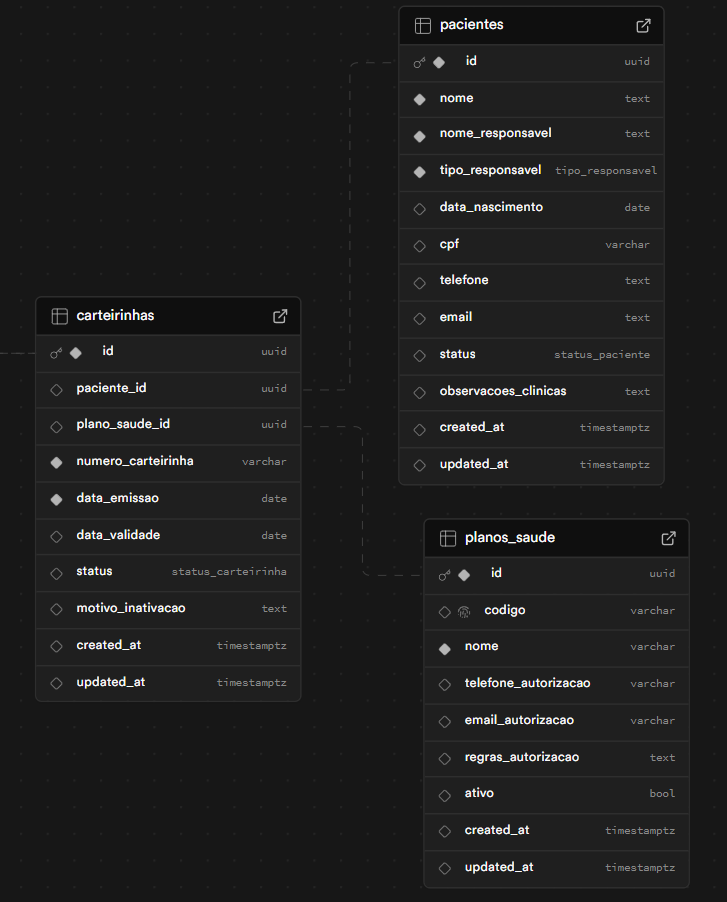 pacientes
id uuid
nome text
nome_responsavel text
tipo_responsavel tipo_responsavel
data_nascimento date
cpf varchar
telefone text
email text
status status_paciente
observacoes_clinicas text
created_at timestamptz
updated_at timestamptz
carteirinhas
id uuid
paciente_id uuid
plano_saude_id uuid
numero_carteirinha varchar
data_emissao date
data_validade date
status status_carteirinha
motivo_inativacao text
created_at timestamptz
updated_at timestamptz
planos_saude
id uuid
codigo varchar
nome varchar
telefone_autorizacao varchar
email_autorizacao varchar
regras_autorizacao text
ativo bool
created_at timestamptz
updated_at timestamptz